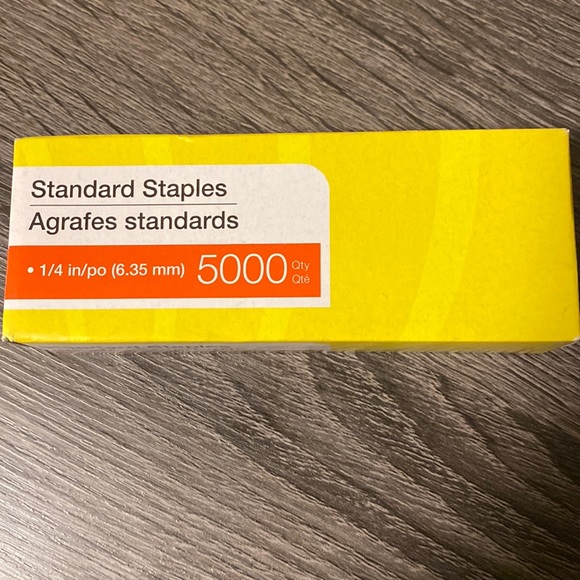 Standard Staples
Agrafes standards
• 1/4 in/po (6.35 mm) 5000 Qty
Qté